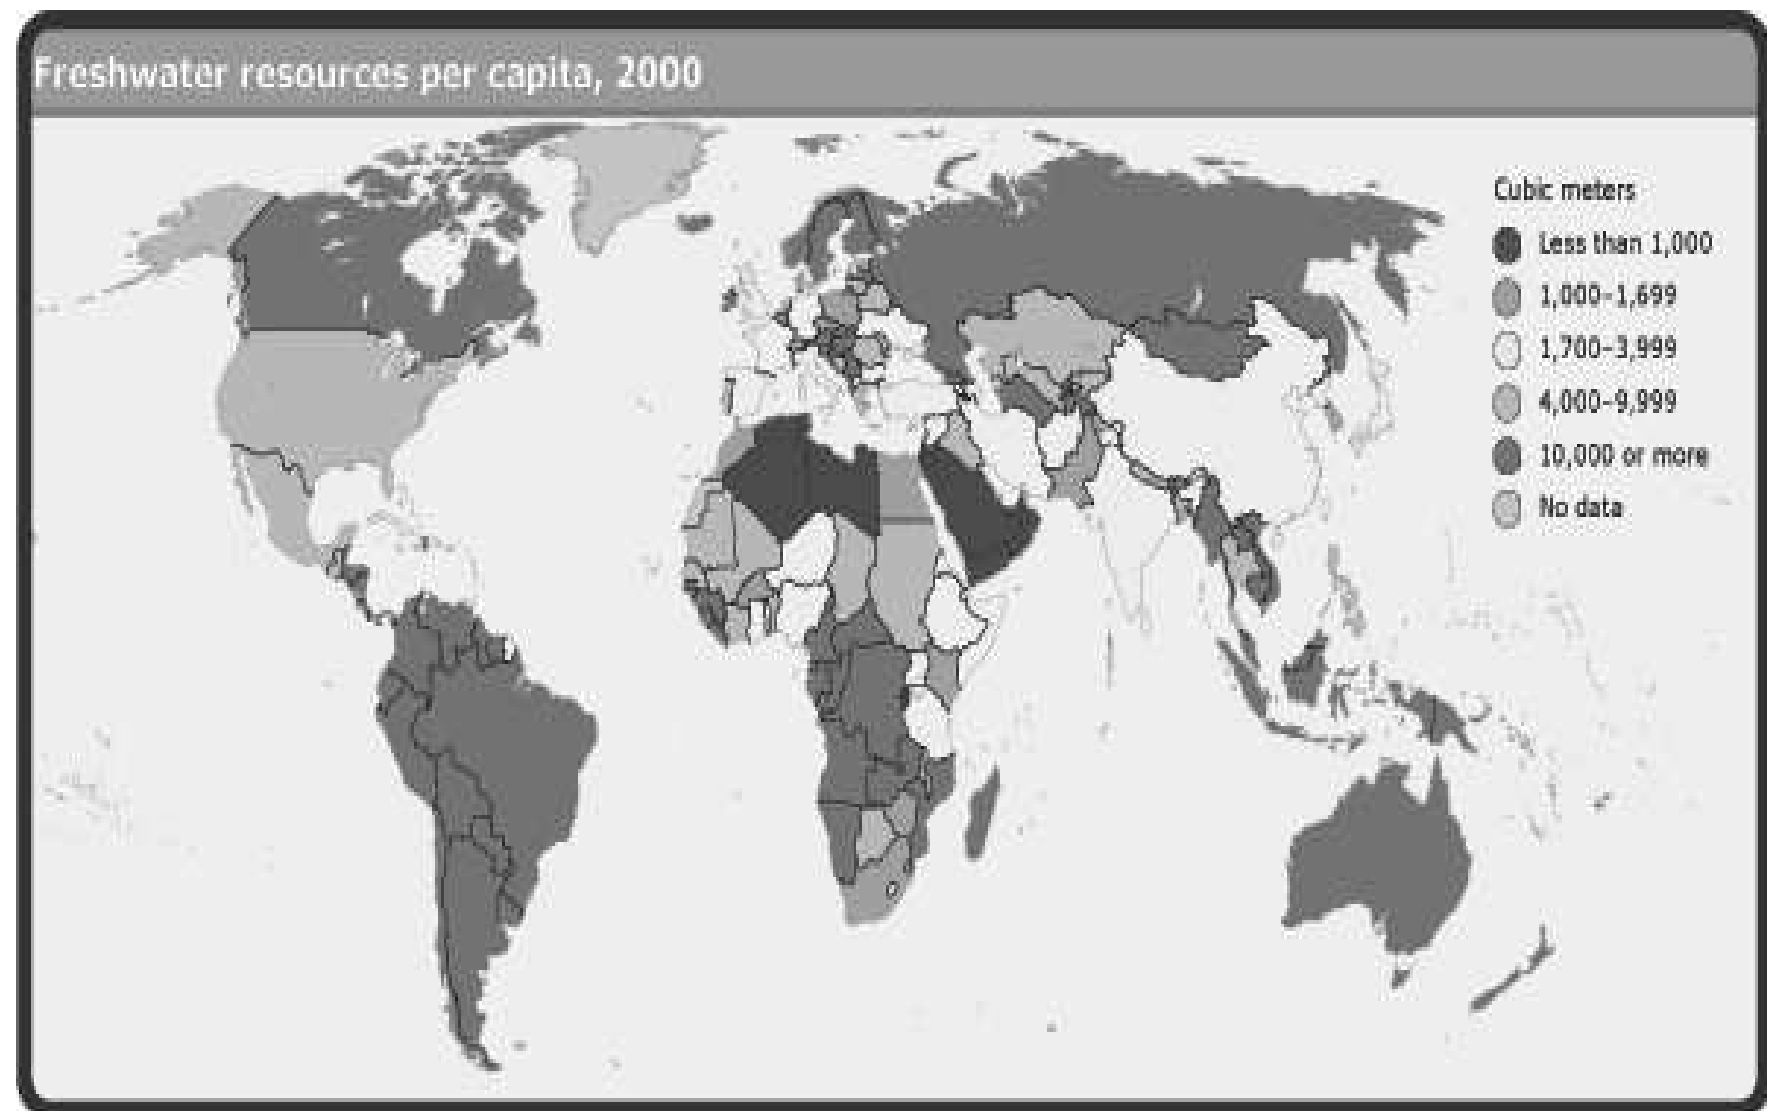 Freshwater resources per capita, 2000
Cubic meters
Less than 1,000
1,000–1,699
1,700–3,999
4,000–9,999
10,000 or more
No data